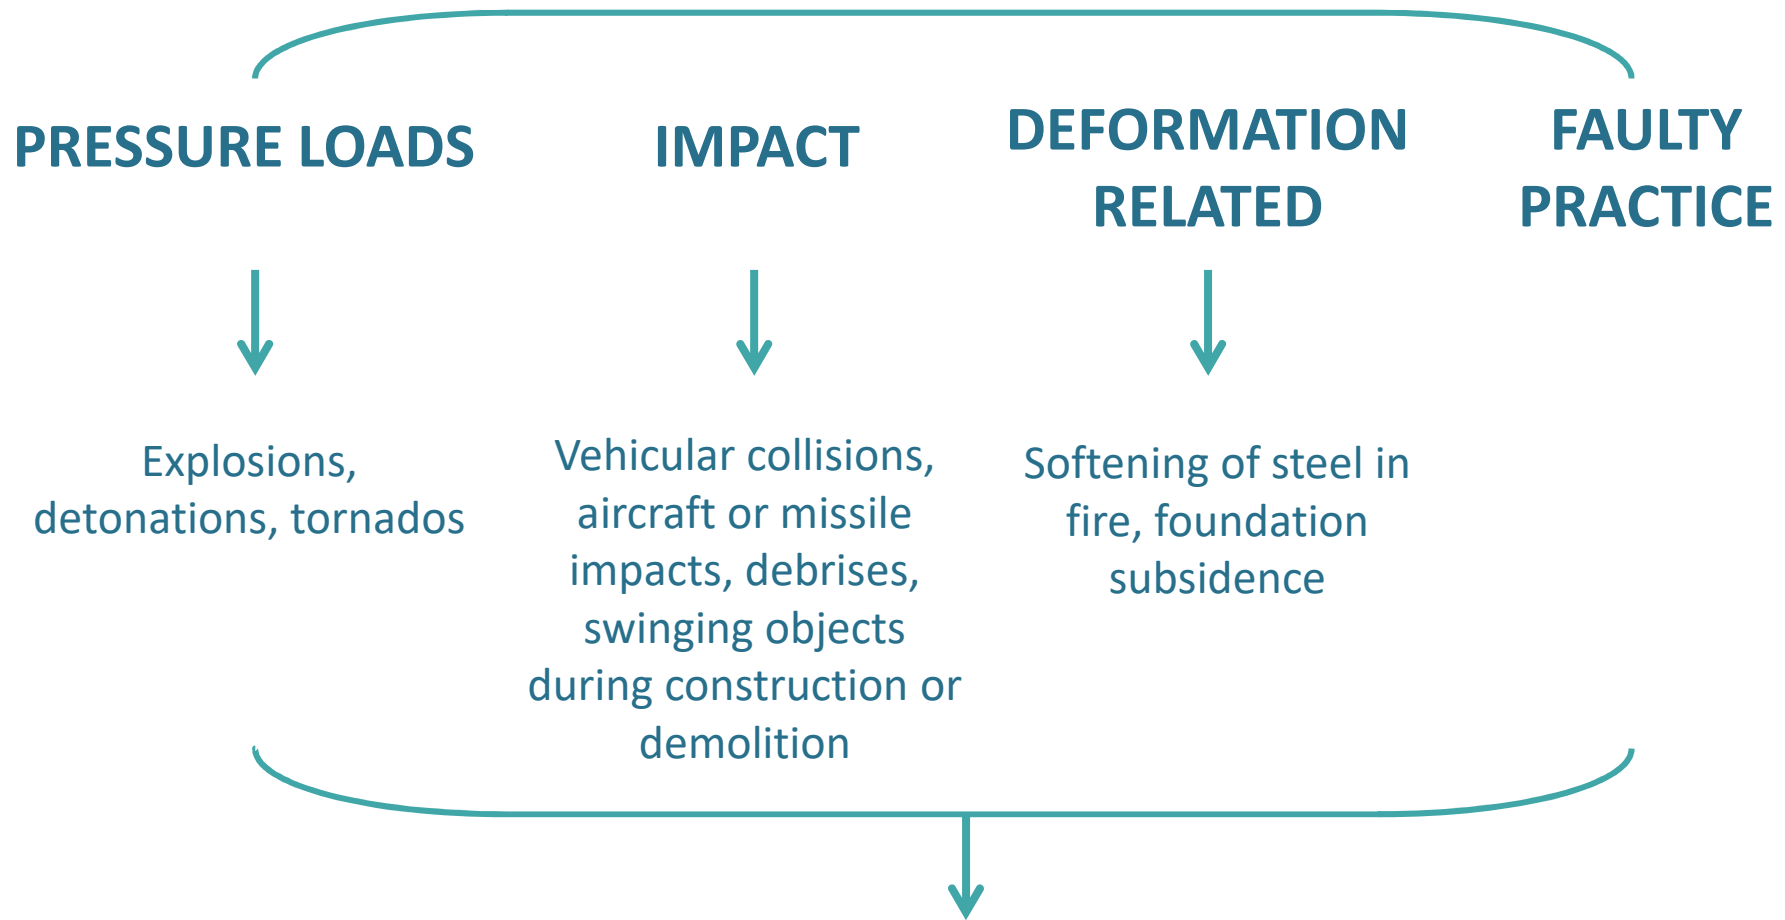 PRESSURE LOADS
IMPACT
DEFORMATION
RELATED
FAULTY
PRACTICE
Explosions,
detonations, tornados
Vehicular collisions,
aircraft or missile
impacts, debrises,
swinging objects
during construction or
demolition
Softening of steel in
fire, foundation
subsidence